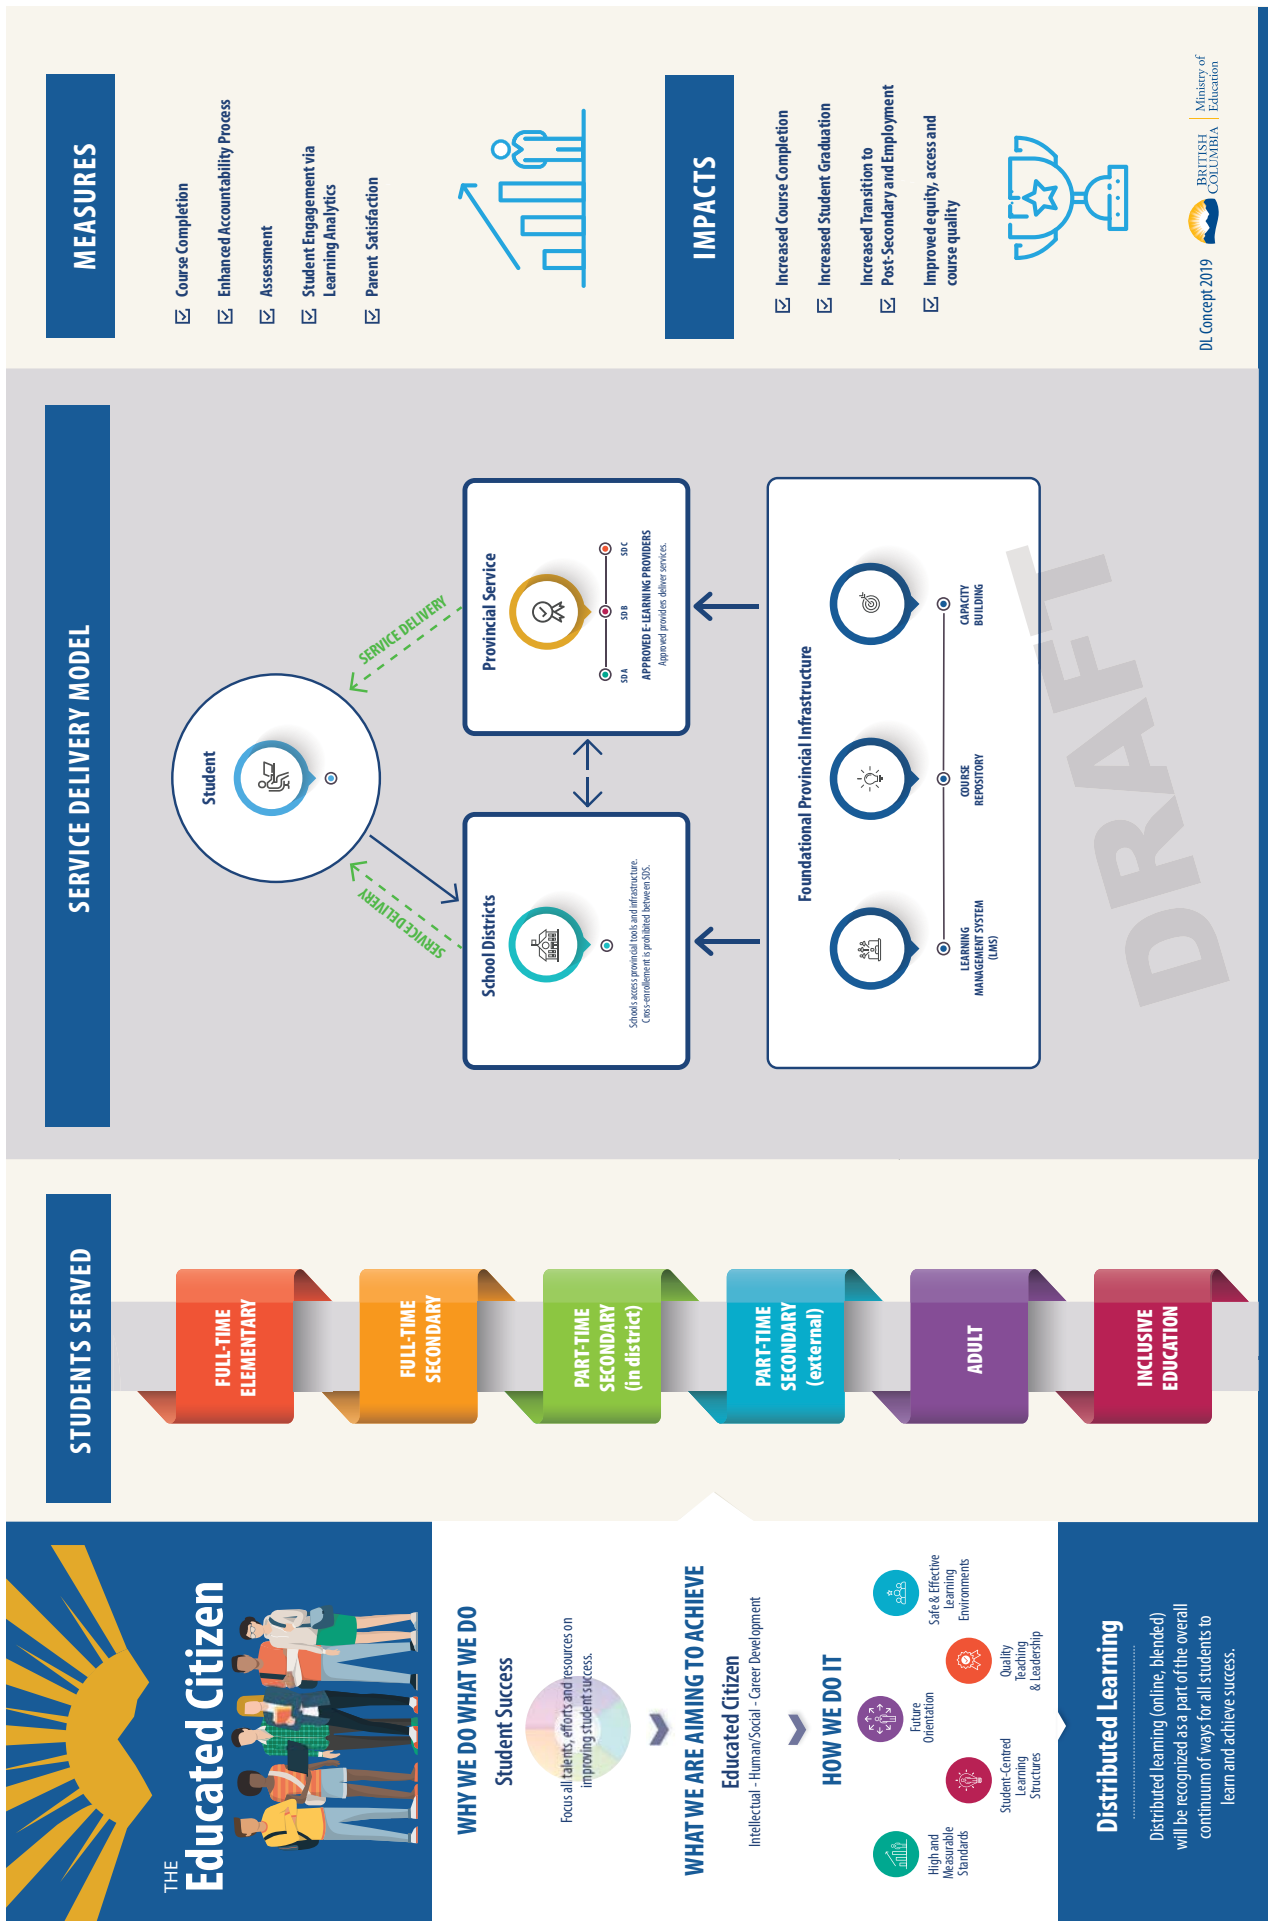 THE
Educated Citizen
WHY WE DO WHAT WE DO
Student Success
Focus all talents, efforts and resources on
improving student success.
WHAT WE ARE AIMING TO ACHIEVE
Educated Citizen
Intellectual - Human/Social - Career Development
HOW WE DO IT
High and
Measurable
Standards
Student-Centred
Learning
Structures
Future
Orientation
Quality
Teaching
& Leadership
Safe & Effective
Learning
Environments
Distributed Learning
Distributed learning (online, blended)
will be recognized as a part of the overall
continuum of ways for all students to
learn and achieve success.
STUDENTS SERVED
FULL-TIME
ELEMENTARY
FULL-TIME
SECONDARY
PART-TIME
SECONDARY
(in district)
PART-TIME
SECONDARY
(external)
ADULT
INCLUSIVE
EDUCATION
SERVICE DELIVERY MODEL
Student
SERVICE DELIVERY
SERVICE DELIVERY
School Districts
Schools access provincial tools and infrastructure.
Cross-enrollement is prohibited between SDS.
Provincial Service
SD A
SD B
SD C
APPROVED E-LEARNING PROVIDERS
Approved providers deliver services.
Foundational Provincial Infrastructure
LEARNING
MANAGEMENT SYSTEM
(LMS)
COURSE
REPOSITORY
CAPACITY
BUILDING
DRAFT
MEASURES
Course Completion
Enhanced Accountability Process
Assessment
Student Engagement via
Learning Analytics
Parent Satisfaction
IMPACTS
Increased Course Completion
Increased Student Graduation
Increased Transition to
Post-Secondary and Employment
Improved equity, access and
course quality
DL Concept 2019
BRITISH
COLUMBIA
Ministry of
Education